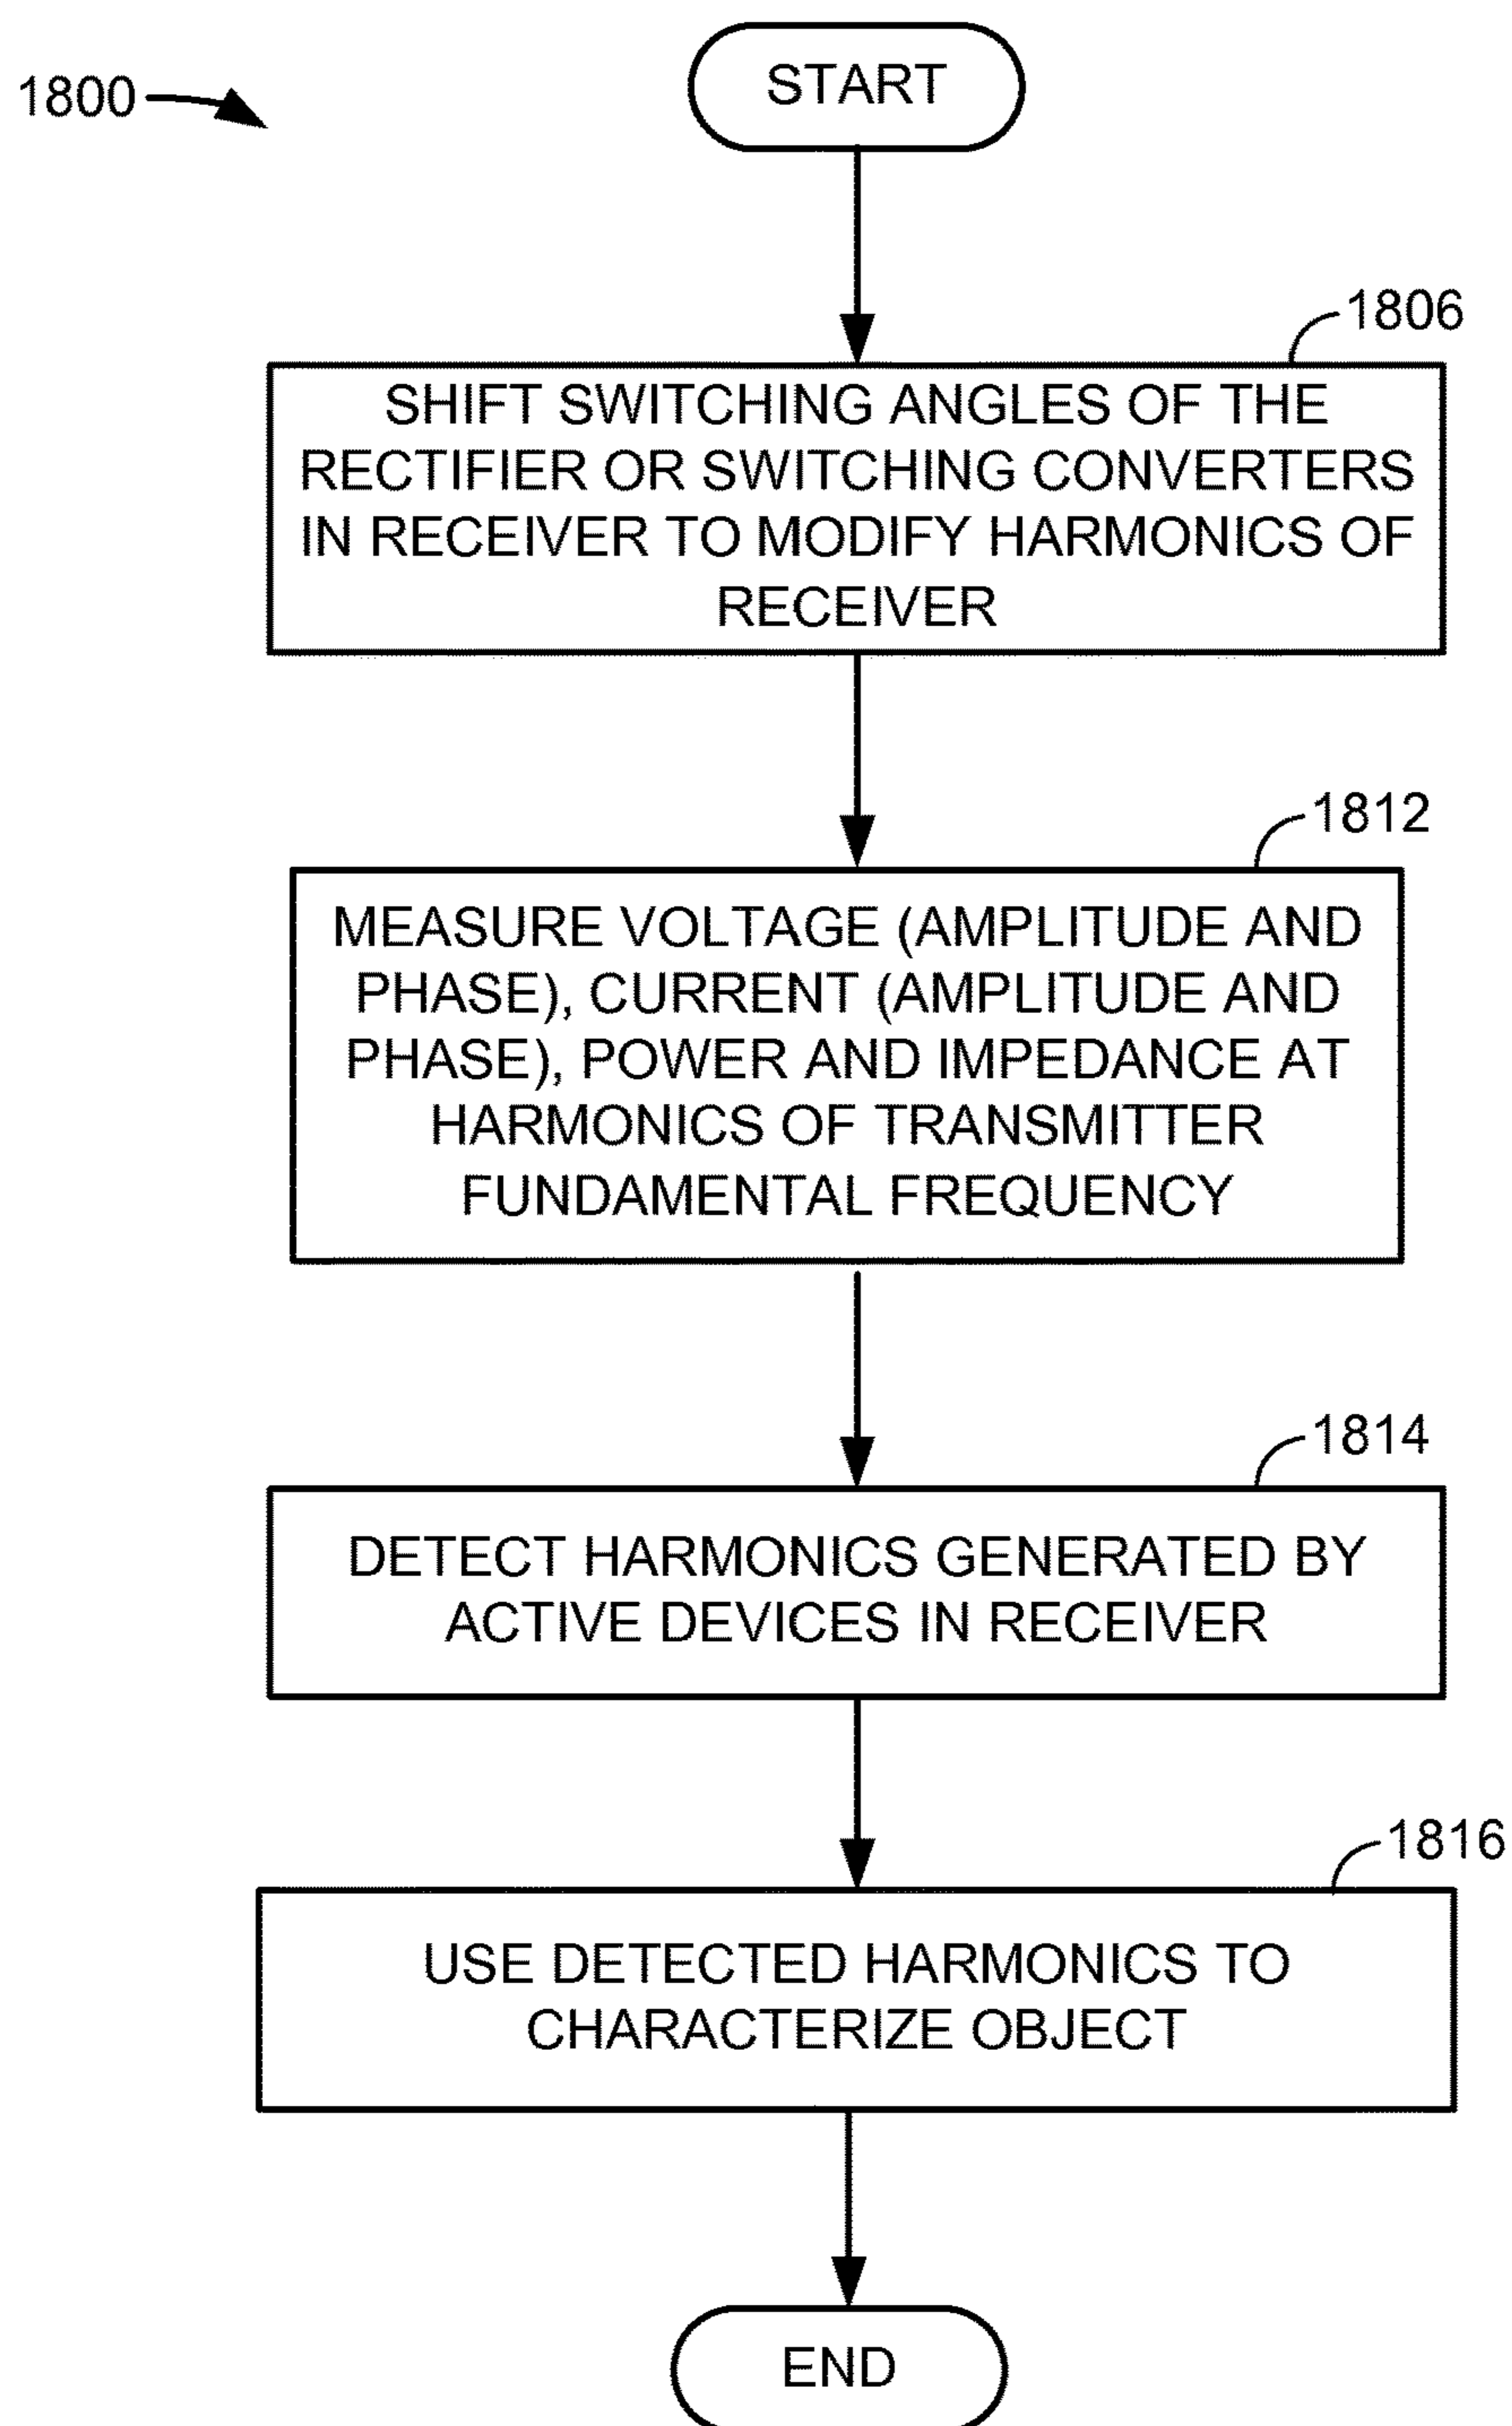 START
1800
1806
SHIFT SWITCHING ANGLES OF THE
RECTIFIER OR SWITCHING CONVERTERS
IN RECEIVER TO MODIFY HARMONICS OF
RECEIVER
1812
MEASURE VOLTAGE (AMPLITUDE AND
PHASE), CURRENT (AMPLITUDE AND
PHASE), POWER AND IMPEDANCE AT
HARMONICS OF TRANSMITTER
FUNDAMENTAL FREQUENCY
1814
DETECT HARMONICS GENERATED BY
ACTIVE DEVICES IN RECEIVER
1816
USE DETECTED HARMONICS TO
CHARACTERIZE OBJECT
END